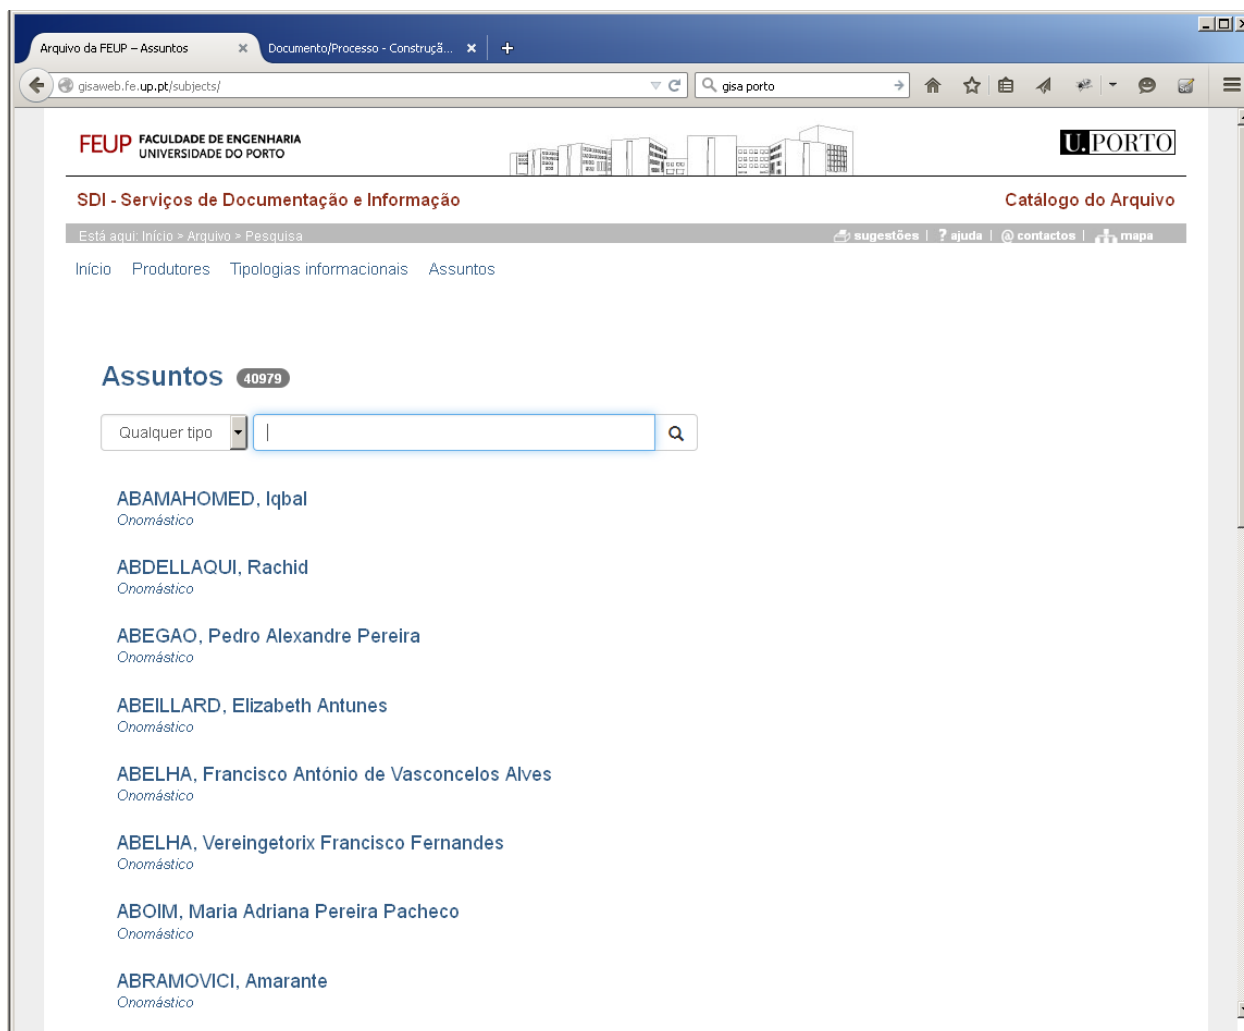 Arquivo da FEUP – Assuntos
Documento/Processo - Construçã...
gisaweb.fe.up.pt/subjects/
gisa porto
FEUP FACULDADE DE ENGENHARIA
UNIVERSIDADE DO PORTO
U. PORTO
SDI - Serviços de Documentação e Informação
Catálogo do Arquivo
Está aqui: Início > Arquivo > Pesquisa
sugestões | ? ajuda | @ contactos | mapa
Início Produtores Tipologias informacionais Assuntos
Assuntos 40979
Qualquer tipo
ABAMAHOMED, Iqbal
Onomástico
ABDELLAQUI, Rachid
Onomástico
ABEGAO, Pedro Alexandre Pereira
Onomástico
ABEILLARD, Elizabeth Antunes
Onomástico
ABELHA, Francisco António de Vasconcelos Alves
Onomástico
ABELHA, Vereingetorix Francisco Fernandes
Onomástico
ABOIM, Maria Adriana Pereira Pacheco
Onomástico
ABRAMOVICI, Amarante
Onomástico